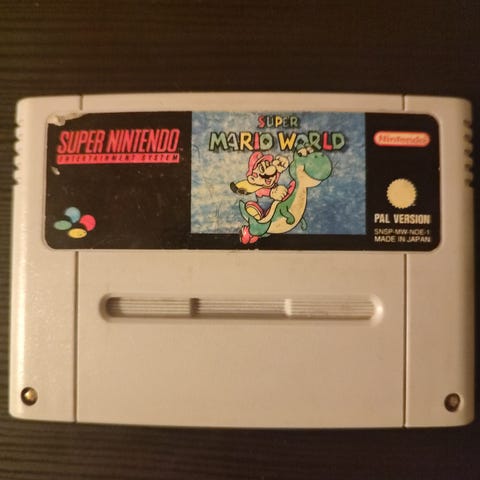 SUPER NINTENDO
ENTERTAINMENT SYSTEM
SUPER
MARIO WORLD
Nintendo
PAL VERSION
SNSP-MW-NOE-1
MADE IN JAPAN